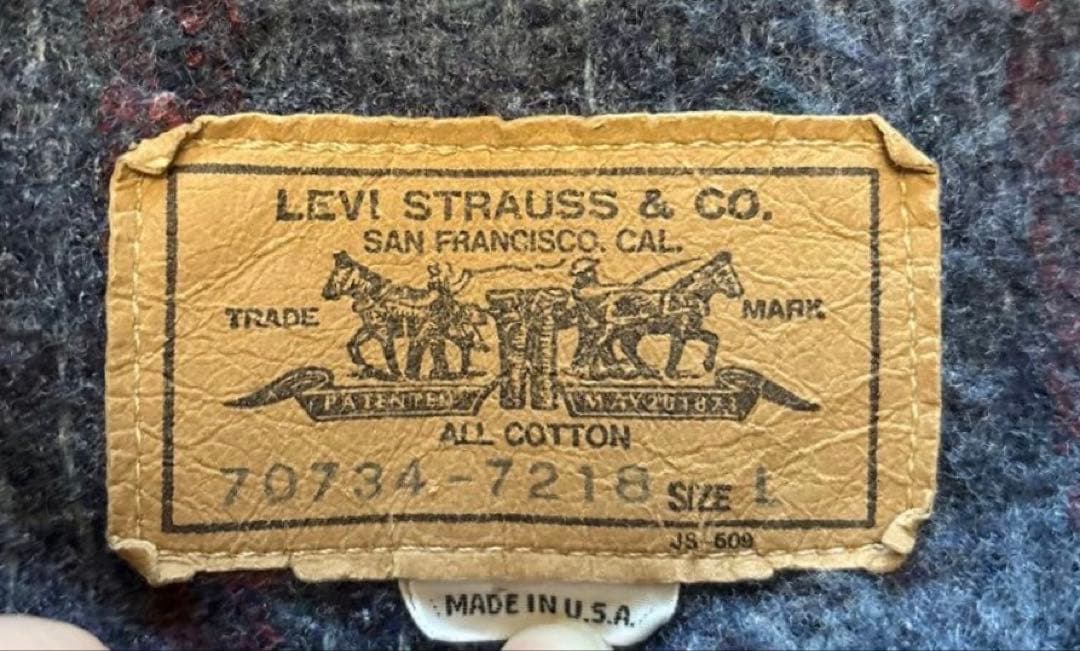 LEVI STRAUSS & CO.
SAN FRANCISCO. CAL.
TRADE MARK
PATENTED MAY 20 1873
ALL COTTON
70734-7218 SIZE L
JS 509
MADE IN U.S.A.